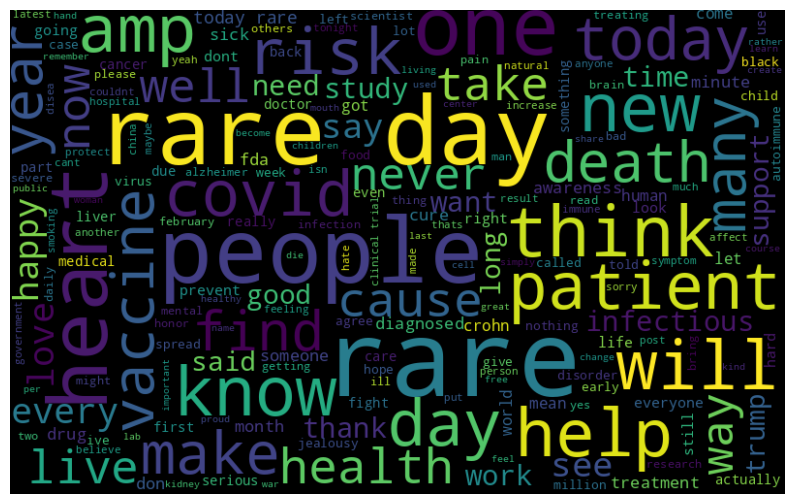 latest hand
going
case
remember
yeah
others
tonight
amp
today rare
sick
dont
cancer
please
year
now
couldnt
disea
hospital
protect
cant
part
severe
public
china
maybe
virus
well
need
doctor
fda
due
alzheimer
week
liver
left
scientist
lot
back
risk
study
got
say
one
take
pain
natural
used
living
mouth
center
increase
treating
today
come
use
time
minute
something
brain
new
black
learn
rather
create
anyone
child
rare day
become
children
isn
food
man
share
bad
death
many
autoimmune
covid
never
even
thing
want
awareness
human
look
much
support
heart
vaccine
happy
smoking
another
medical
daily
love
february
really
infection
cure
right
thats
result
read
immune
called
told
let
affect
woman
course
people
die
hate
clinical trial
last
made
cell
long
think
symptom
simply
sorry
patient
prevent
good
healthy
mental
feeling
honor
name
find
agree
cause
diagnosed
crohn
great
nothing
infectious
government
spread
said
someone
getting
important
know
rare
care
hope
ill
give
person
free
life
post
change
disorder
early
bring
kind
hard
will
every
might
per
two
drug
ive
believe
lab
first
month
proud
thank
jealousy
fight
day
put
world
mean
yes
everyone
still
help
way
trump
live
don
kidney
make
serious
war
health
feel
work
see
million
treatment
research
actually